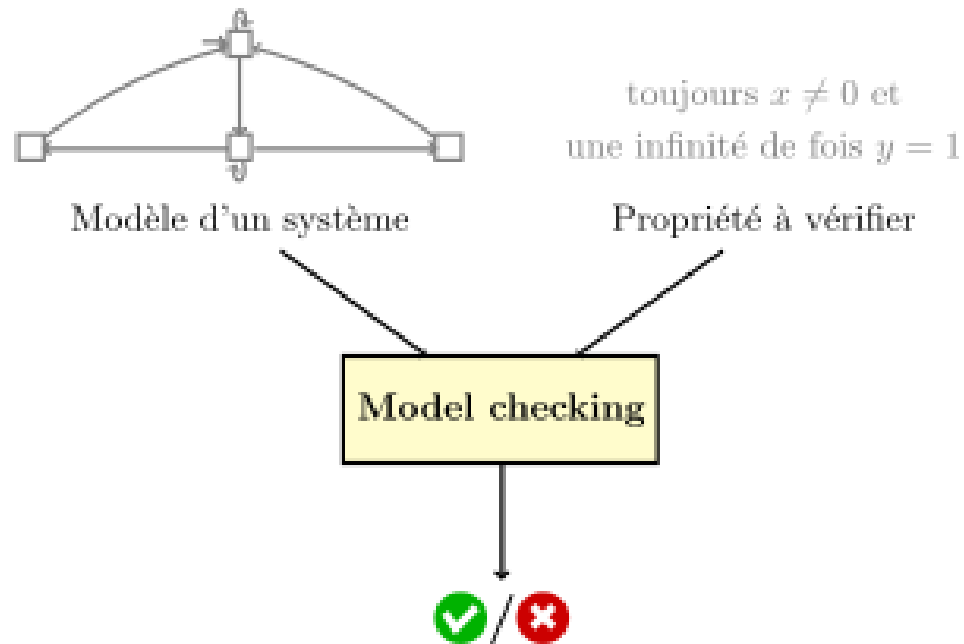 toujours x ≠ 0 et
une infinité de fois y = 1
Modèle d'un système
Propriété à vérifier
Model checking
/